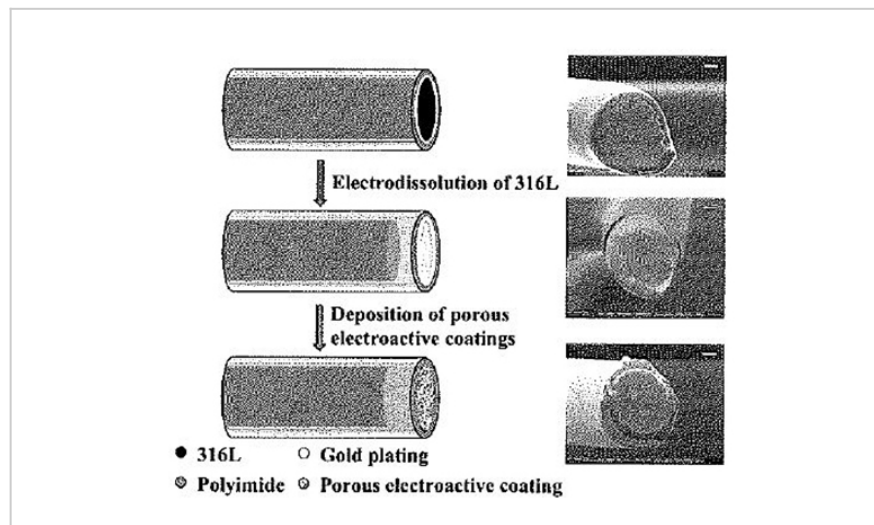 Electrodissolution of 316L
Deposition of porous
electroactive coatings
316L Gold plating
Polyimide Porous electroactive coating